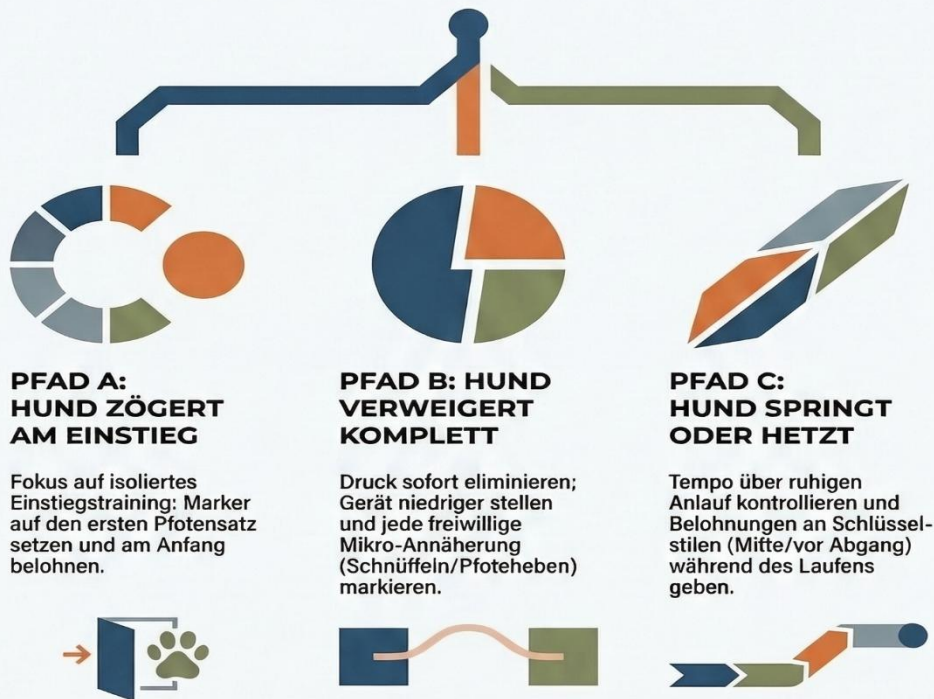 PFAD A:
HUND ZÖGERT
AM EINSTIEG
Fokus auf isoliertes
Einstiegstraining: Marker
auf den ersten Pfotensatz
setzen und am Anfang
belohnen.
PFAD B: HUND
VERWEIGERT
KOMPLETT
Druck sofort eliminieren;
Gerät niedriger stellen
und jede freiwillige
Mikro-Annäherung
(Schnüffeln/Pfoteheben)
markieren.
PFAD C:
HUND SPRINGT
ODER HETZT
Tempo über ruhigen
Anlauf kontrollieren und
Belohnungen an Schlüssel-
stilen (Mifte/vor Abgang)
während des Laufens
geben.